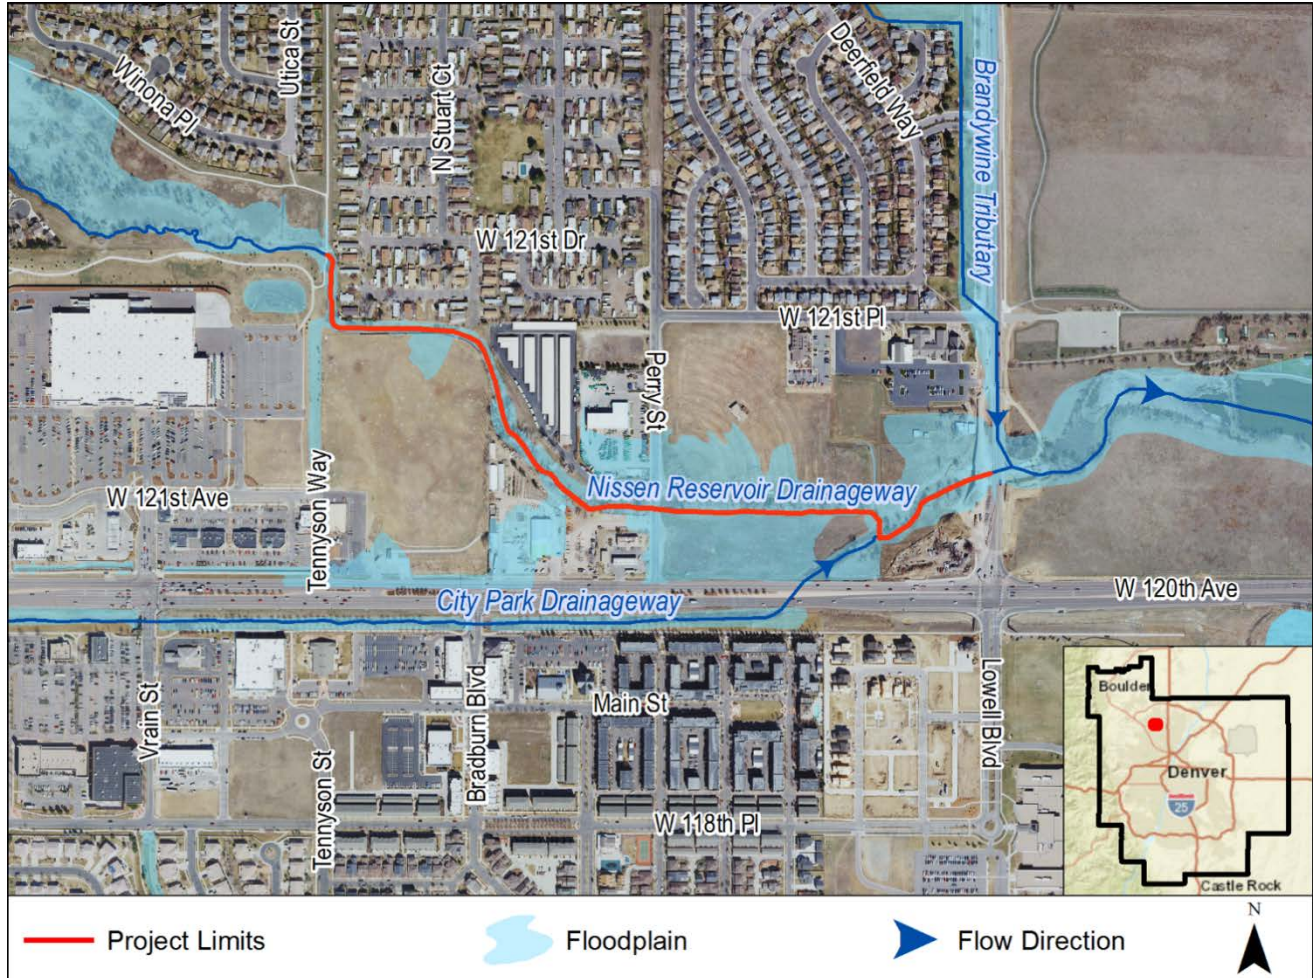 Utica St
Winona Pl
N Stuart Ct
Deerfield Way
Brandywine Tributary
W 121st Dr
W 121st Pl
Perry St
Nissen Reservoir Drainageway
W 121st Ave
Tennyson Way
City Park Drainageway
W 120th Ave
Vrain St
Tennyson St
Bradburn Blvd
Main St
Lowell Blvd
W 118th Pl
Boulder
Denver
25
Castle Rock
Project Limits
Floodplain
Flow Direction
N